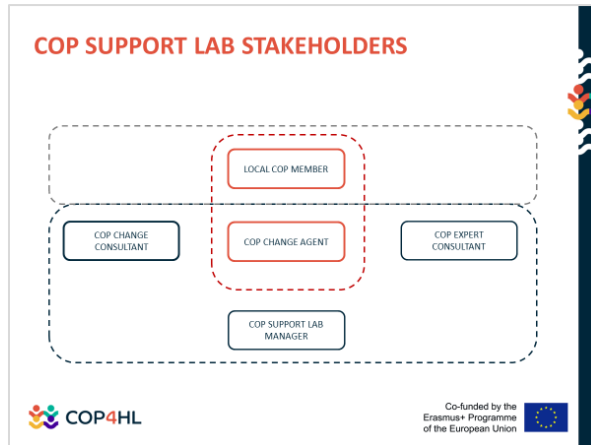 COP SUPPORT LAB STAKEHOLDERS
LOCAL COP MEMBER
COP CHANGE
CONSULTANT
COP CHANGE AGENT
COP EXPERT
CONSULTANT
COP SUPPORT LAB
MANAGER
COP4HL
Co-funded by the
Erasmus+ Programme
of the European Union